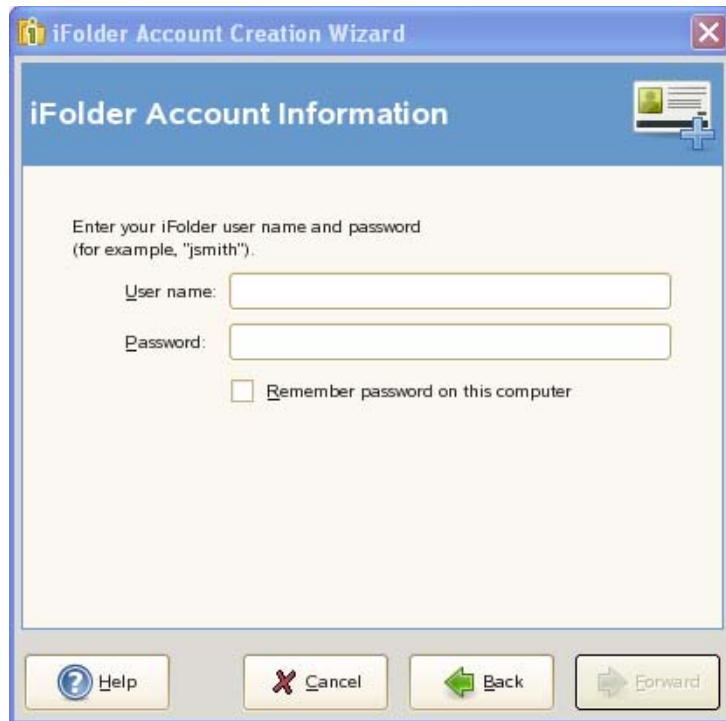 iFolder Account Creation Wizard
iFolder Account Information
Enter your iFolder user name and password
(for example, "jsmith").
User name:
Password:
Remember password on this computer
Help Cancel Back Forward